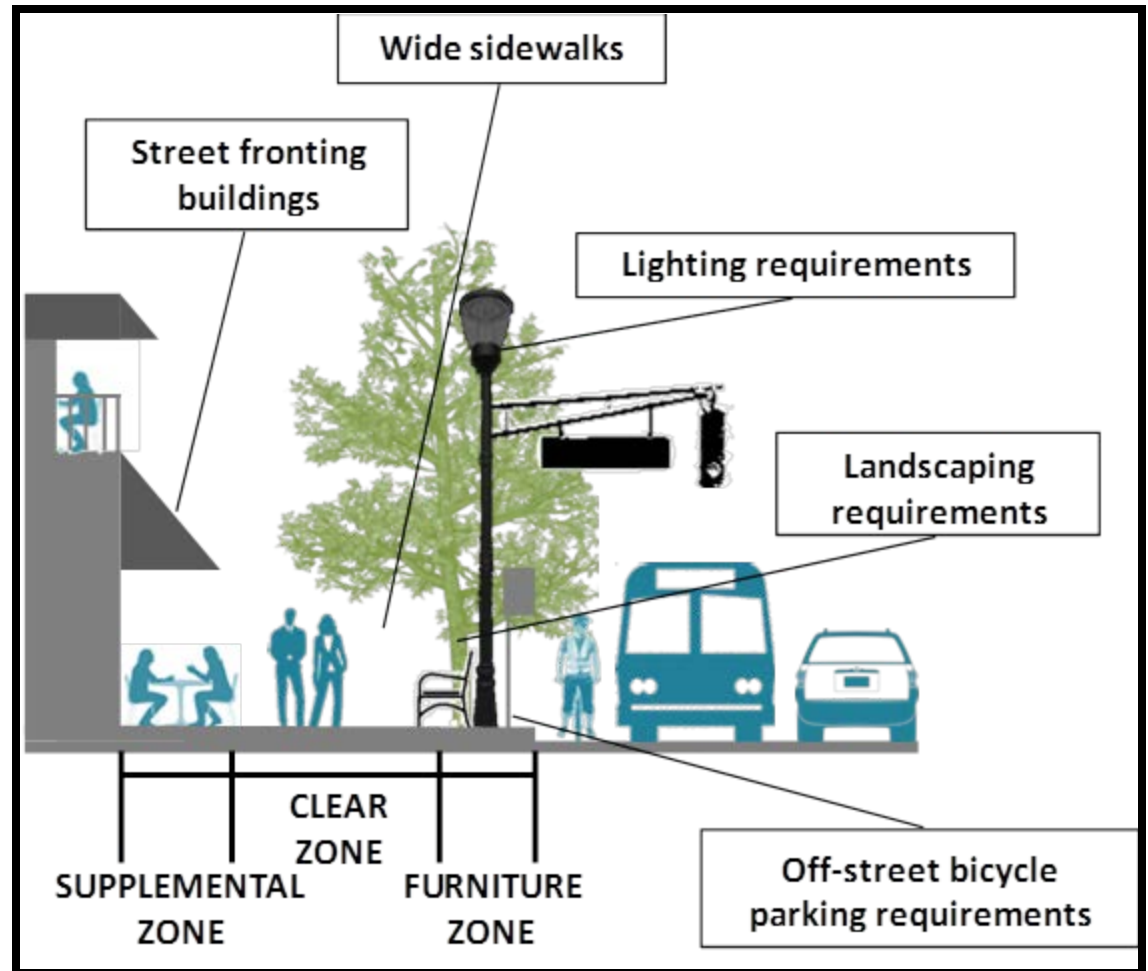 Wide sidewalks
Street fronting
buildings
Lighting requirements
Landscaping
requirements
CLEAR
ZONE
SUPPLEMENTAL
ZONE
FURNITURE
ZONE
Off-street bicycle
parking requirements